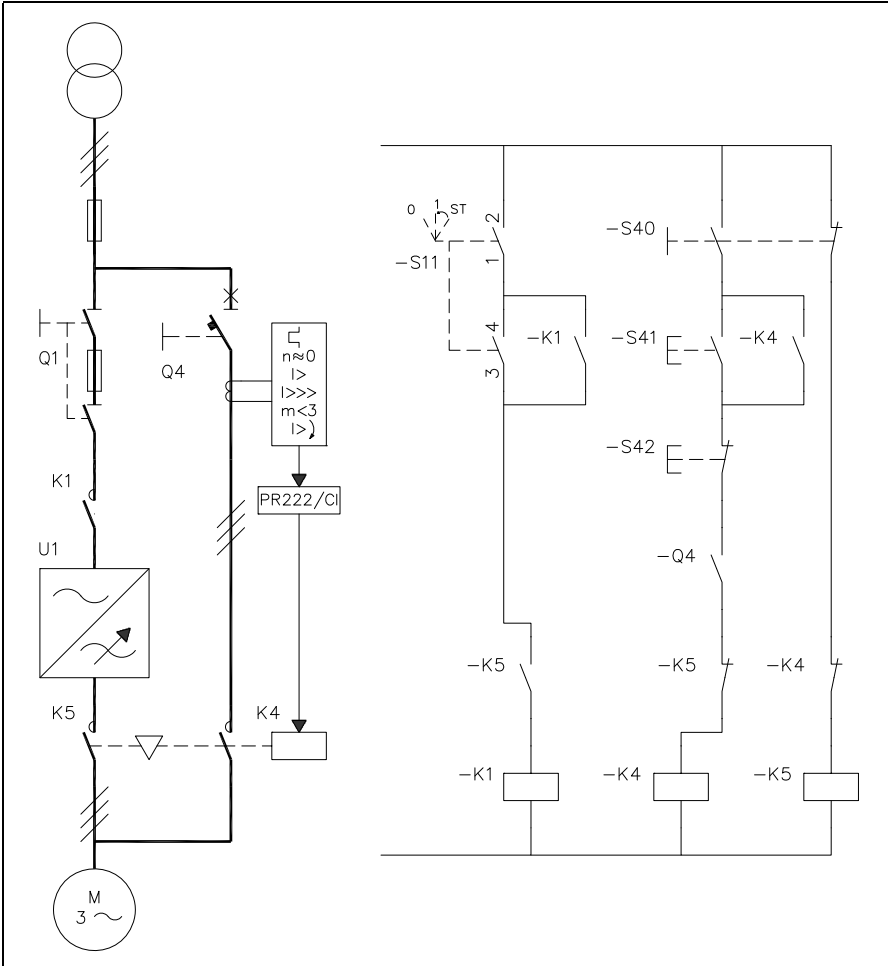 Q1
Q4
n≈0
I>
I>>>
m<3
I>
PR222/CI
K1
U1
K5
K4
M
3
0
1
ST
-S11
2
1
4
3
-K1
-S40
-S41
-K4
-S42
-Q4
-K5
-K5
-K4
-K1
-K4
-K5